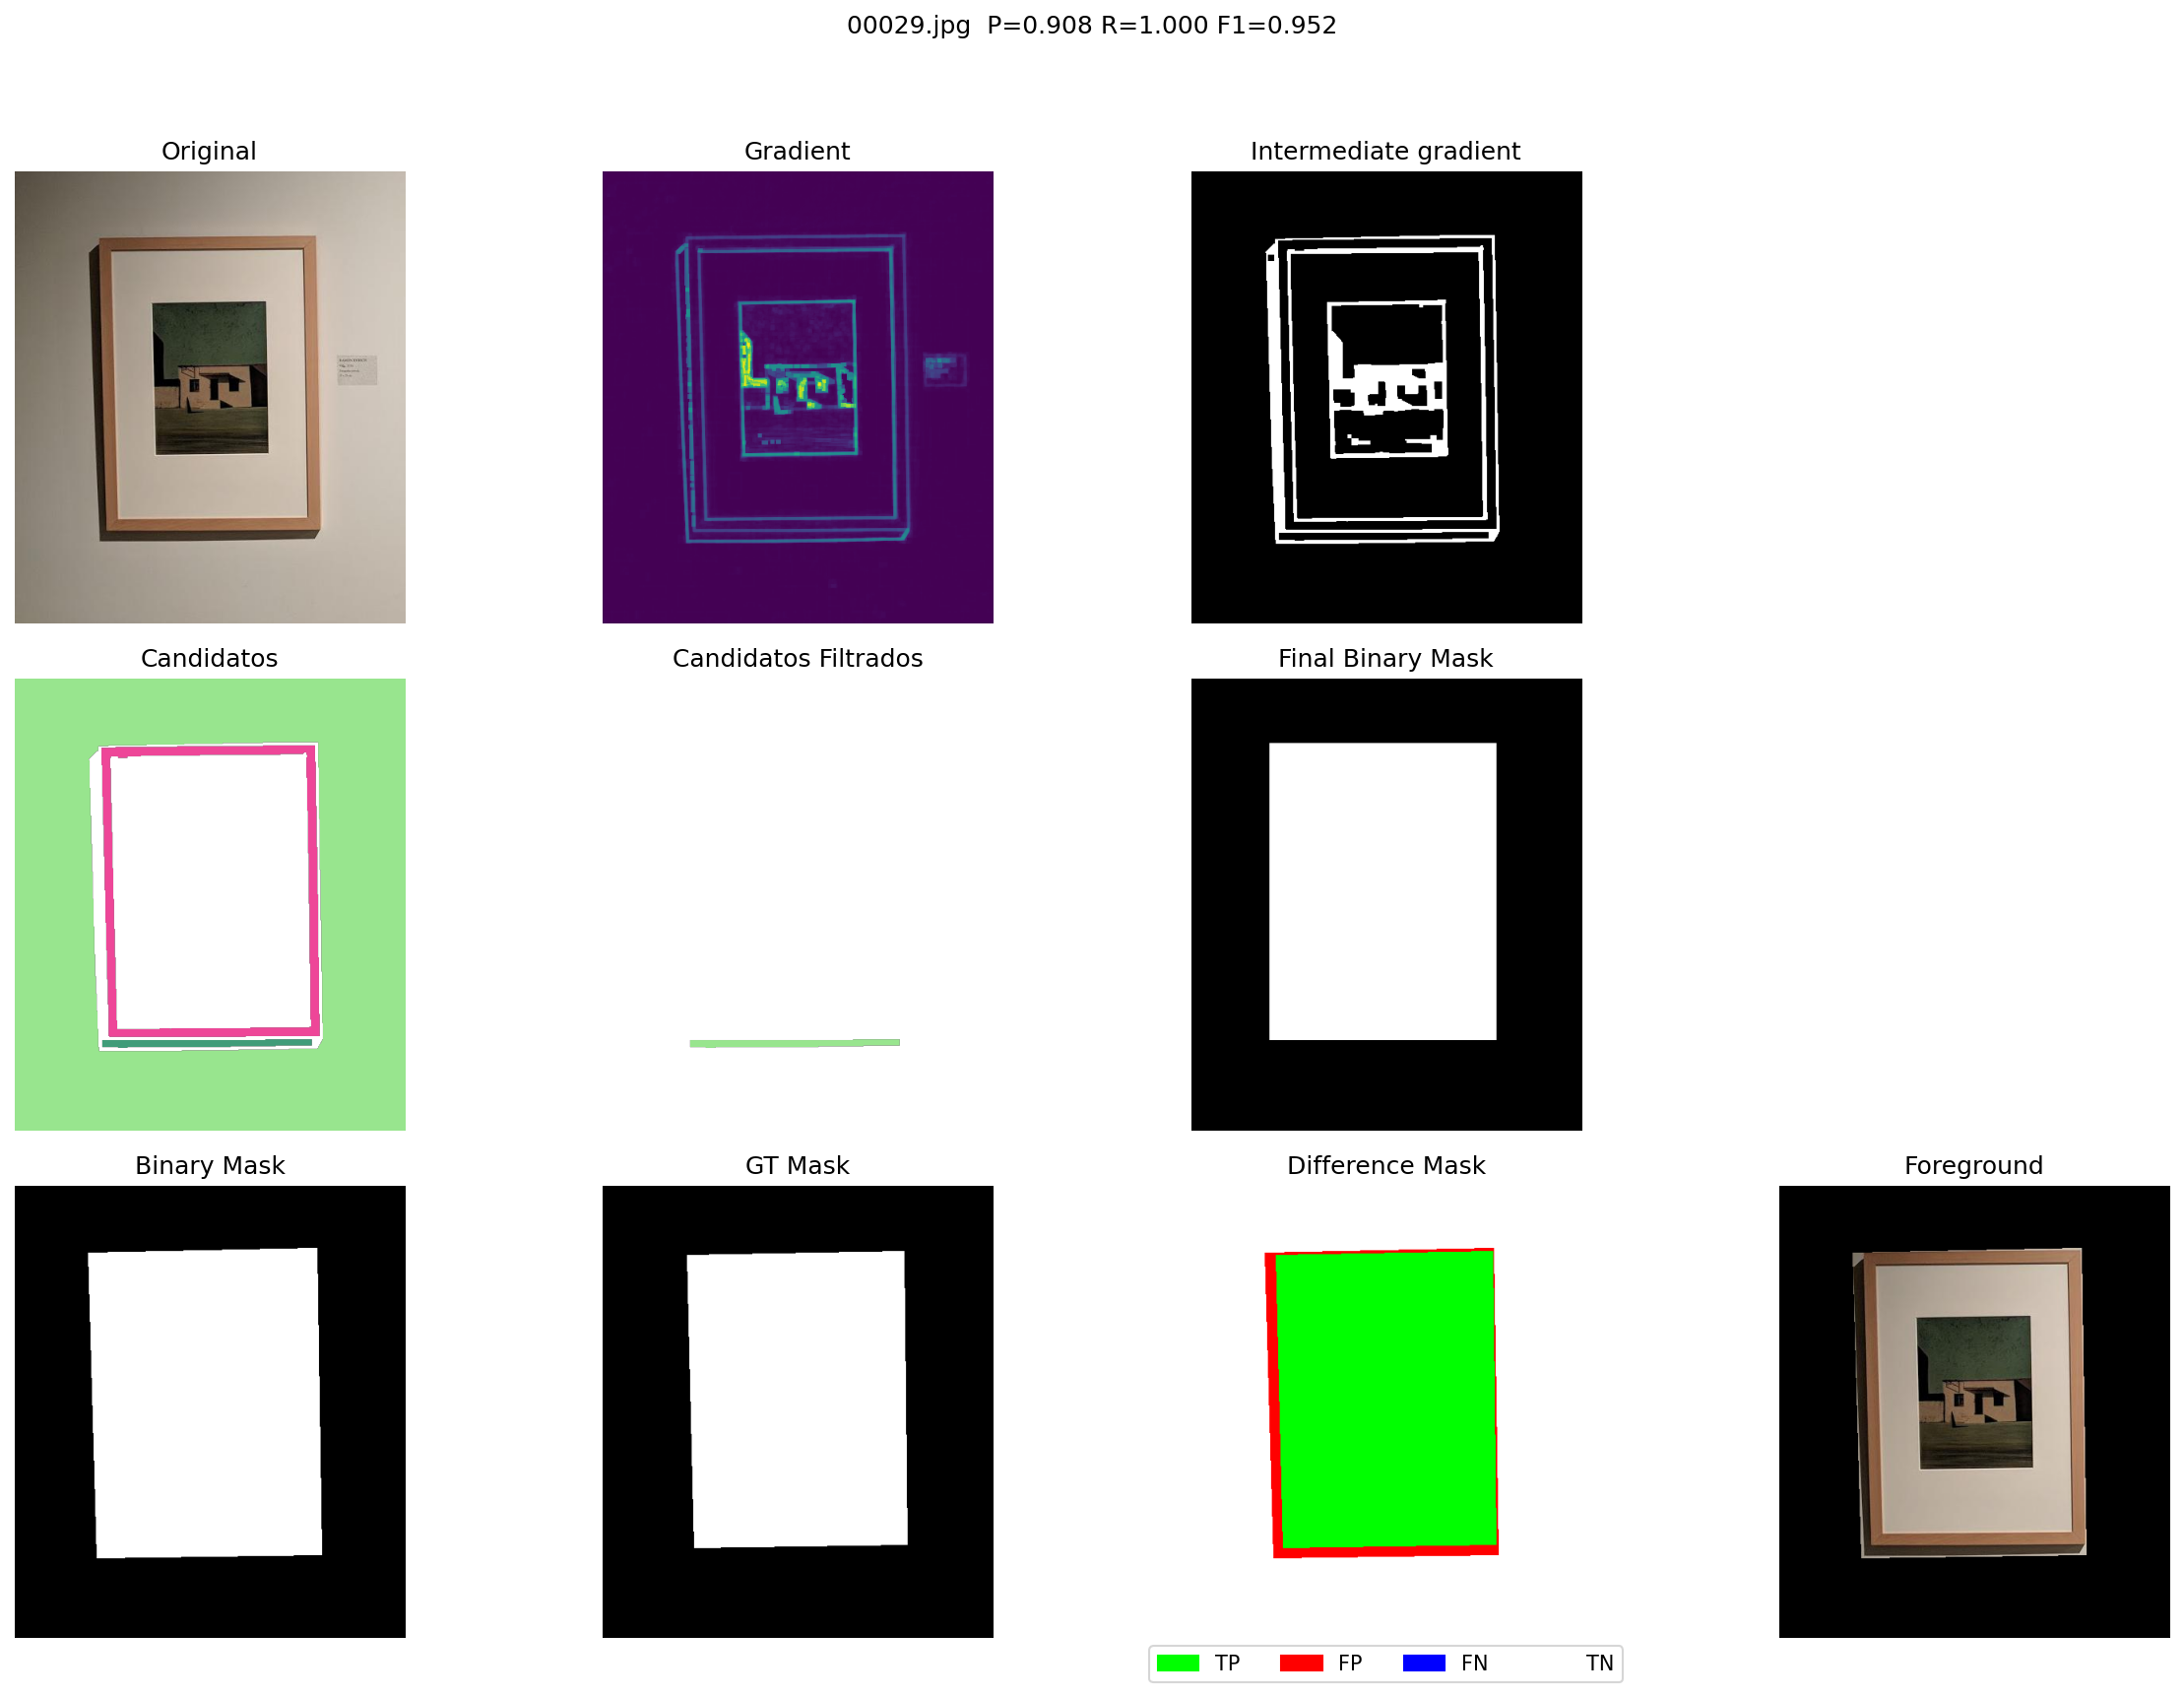 00029.jpg  P=0.908 R=1.000 F1=0.952
Original
Gradient
Intermediate gradient
Candidatos
Candidatos Filtrados
Final Binary Mask
Binary Mask
GT Mask
Difference Mask
Foreground
TP
FP
FN
TN